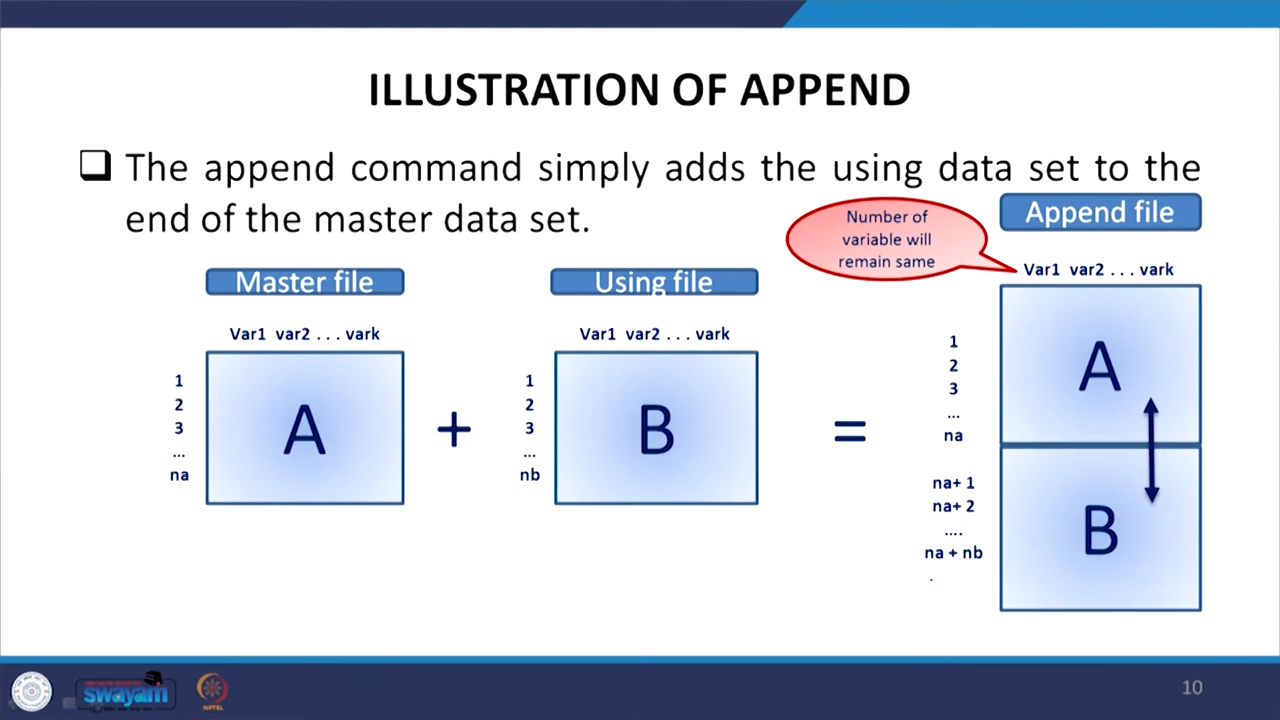 ILLUSTRATION OF APPEND
The append command simply adds the using data set to the
end of the master data set.
Number of
variable will
remain same
Append file
Master file
Using file
Var1 var2 . . . vark
1
2
3
...
na
A
+
Var1 var2 . . . vark
1
2
3
...
nb
B
=
Var1 var2 . . . vark
1
2
3
...
na
A
na+ 1
na+ 2
....
na + nb
B
swayam
NPTEL
10